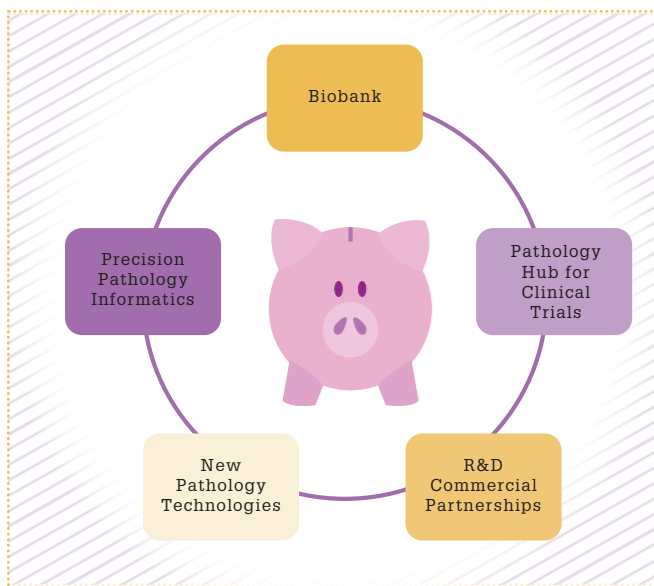 Biobank
Precision
Pathology
Informatics
Pathology
Hub for
Clinical
Trials
New
Pathology
Technologies
R&D
Commercial
Partnerships